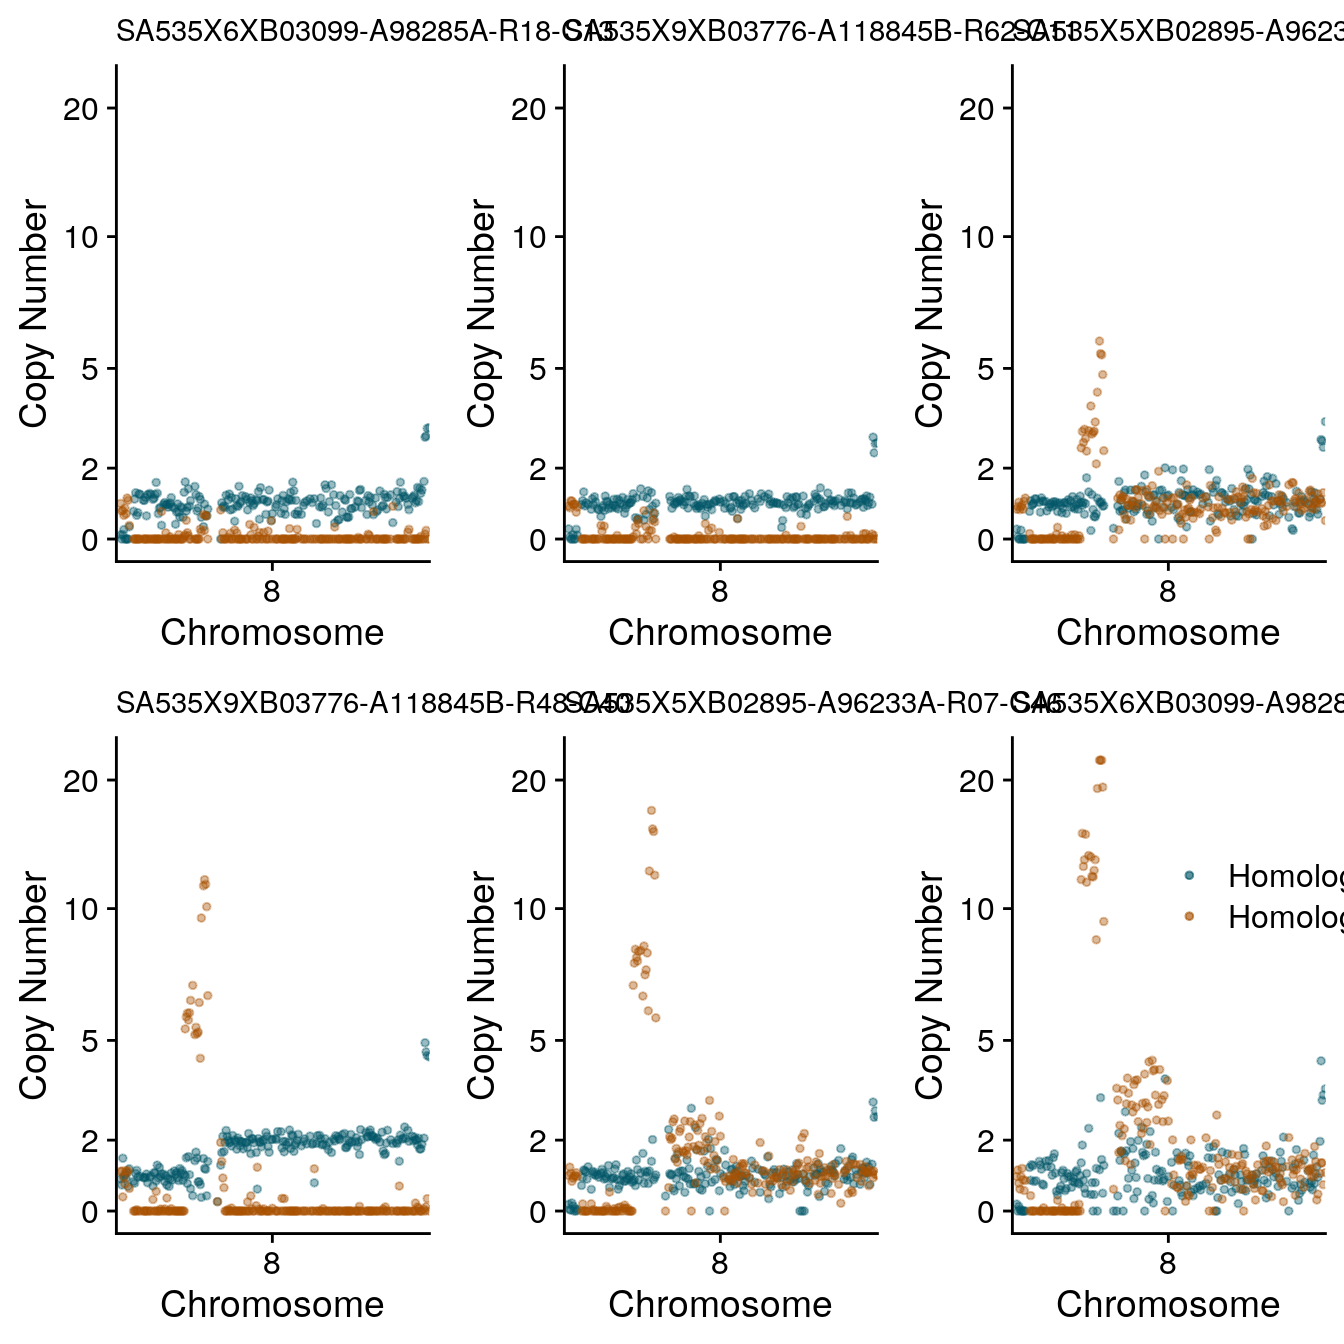 SA535X6XB03099-A98285A-R18-C13 SA535X9XB03776-A118845B-R62-C11 SA535X5XB02895-A9623
20 20 20
Copy Number Copy Number Copy Number
10 10 10
5 5 5
2 2 2
0 0 0
8 8 8
Chromosome Chromosome Chromosome
SA535X9XB03776-A118845B-R48-C40 SA535X5XB02895-A96233A-R07-C46 SA535X6XB03099-A9828
20 20 20
Copy Number Copy Number Copy Number
Homolog
10 10 10
Homolog
5 5 5
2 2 2
0 0 0
8 8 8
Chromosome Chromosome Chromosome